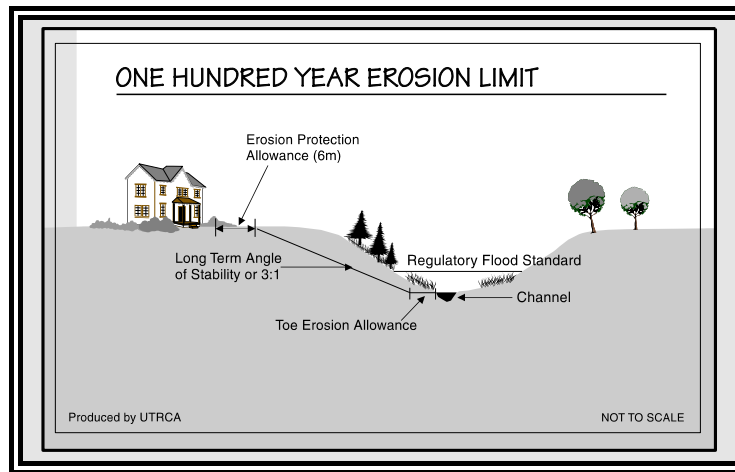 ONE HUNDRED YEAR EROSION LIMIT
Erosion Protection
Allowance (6m)
Long Term Angle
of Stability or 3:1
Regulatory Flood Standard
Channel
Toe Erosion Allowance
Produced by UTRCA
NOT TO SCALE